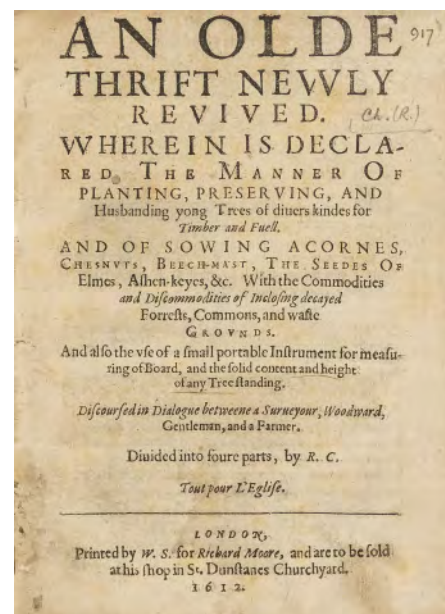 AN OLDE
917
THRIFT NEWLY
REVIVED.
Ch. (R.)
WHEREIN IS DECLA-
RED THE MANNER OF
PLANTING, PRESERVING, AND
Husbanding yong Trees of diuers kindes for
Timber and Fuell.
AND OF SOWING ACORNES,
CHESNVTS, BEECH-MAST, THE SEEDES OF
Elmes, Aſhen-keyes, &c. With the Commodities
and Diſcommodities of Incloſing decayed
Forreſts, Commons, and waſte
GROVNDS.
And alſo the vſe of a ſmall portable Inſtrument for meaſu-
ring of Board, and the ſolid content and height
of any Tree ſtanding.
Diſcourſed in Dialogue betweene a Surueyour, Woodward,
Gentleman, and a Farmer.
Diuided into foure parts, by R. C.
Tout pour L'Egliſe.
LONDON,
Printed by W. S. for Richard Moore, and are to be ſold
at his ſhop in St. Dunſtanes Churchyard.
1612.